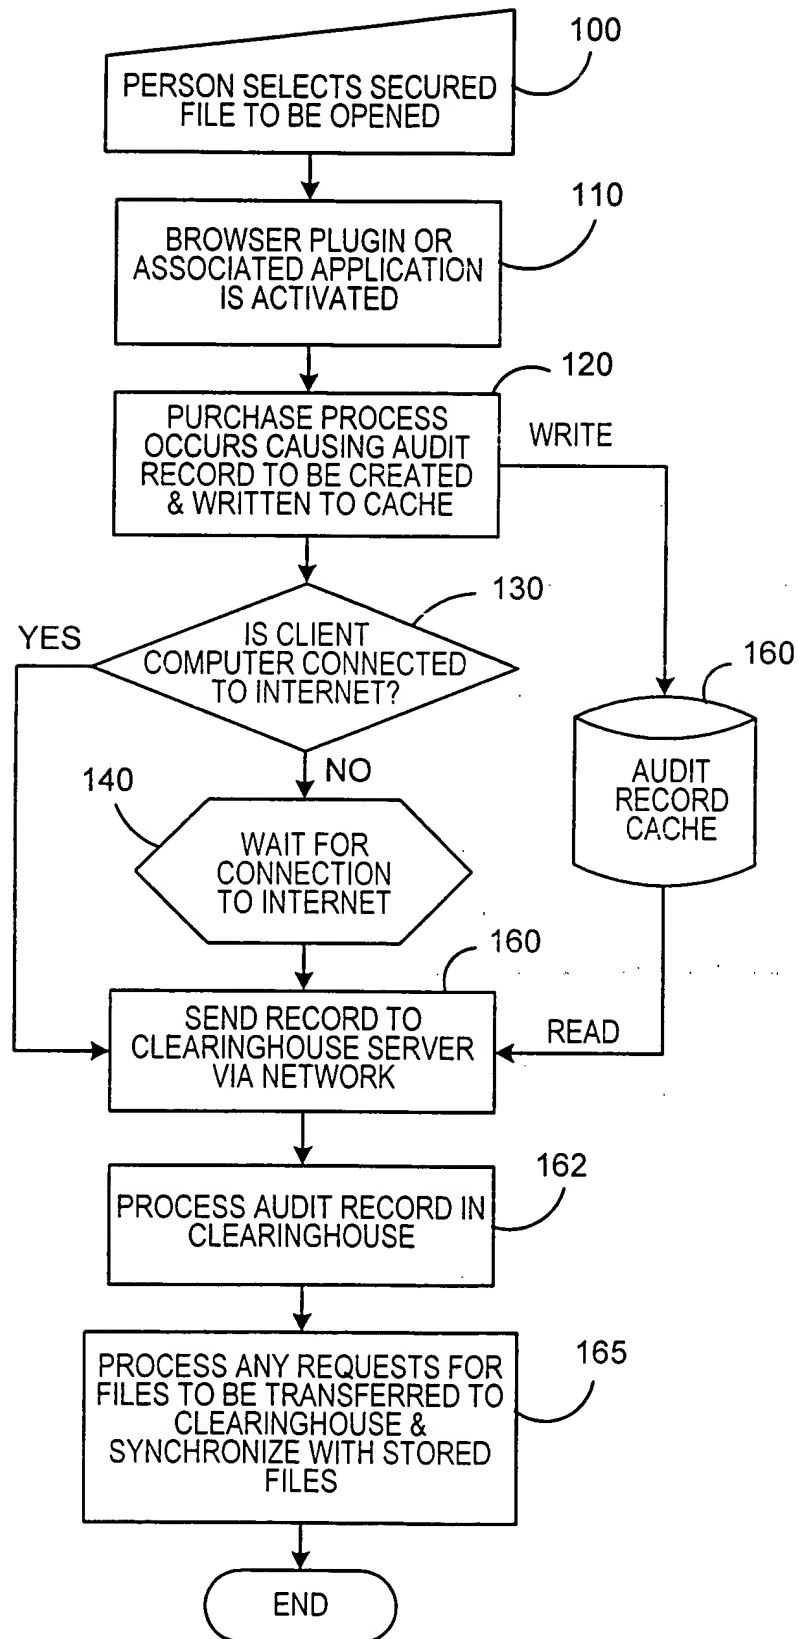 100
PERSON SELECTS SECURED
FILE TO BE OPENED
110
BROWSER PLUGIN OR
ASSOCIATED APPLICATION
IS ACTIVATED
120
PURCHASE PROCESS
OCCURS CAUSING AUDIT
RECORD TO BE CREATED
& WRITTEN TO CACHE
WRITE
130
YES
IS CLIENT
COMPUTER CONNECTED
TO INTERNET?
160
AUDIT
RECORD
CACHE
NO
140
WAIT FOR
CONNECTION
TO INTERNET
160
SEND RECORD TO
CLEARINGHOUSE SERVER
VIA NETWORK
READ
162
PROCESS AUDIT RECORD IN
CLEARINGHOUSE
165
PROCESS ANY REQUESTS FOR
FILES TO BE TRANSFERRED TO
CLEARINGHOUSE &
SYNCHRONIZE WITH STORED
FILES
END